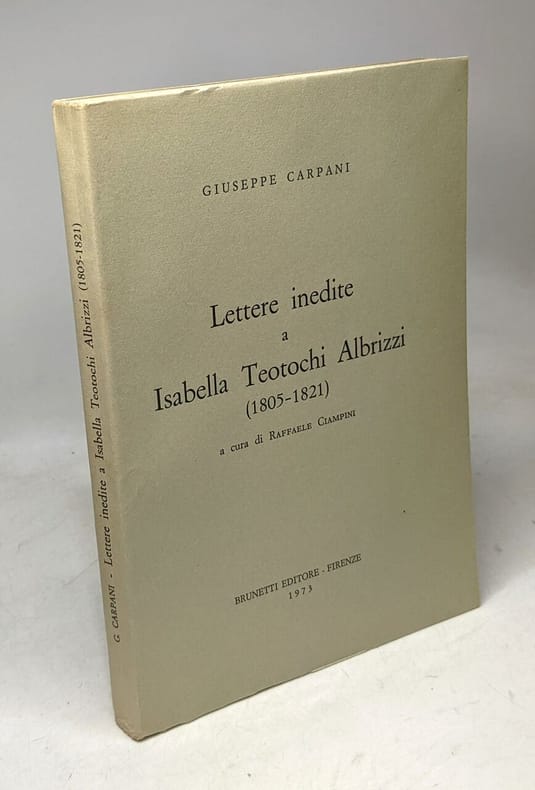 GIUSEPPE CARPANI
Lettere inedite
a
Isabella Teotochi Albrizzi
(1805-1821)
a cura di RAFFAELE CIAMPINI
BRUNETTI EDITORE - FIRENZE
1973
G. CARPANI - Lettere inedite a Isabella Teotochi Albrizzi (1805-1821)